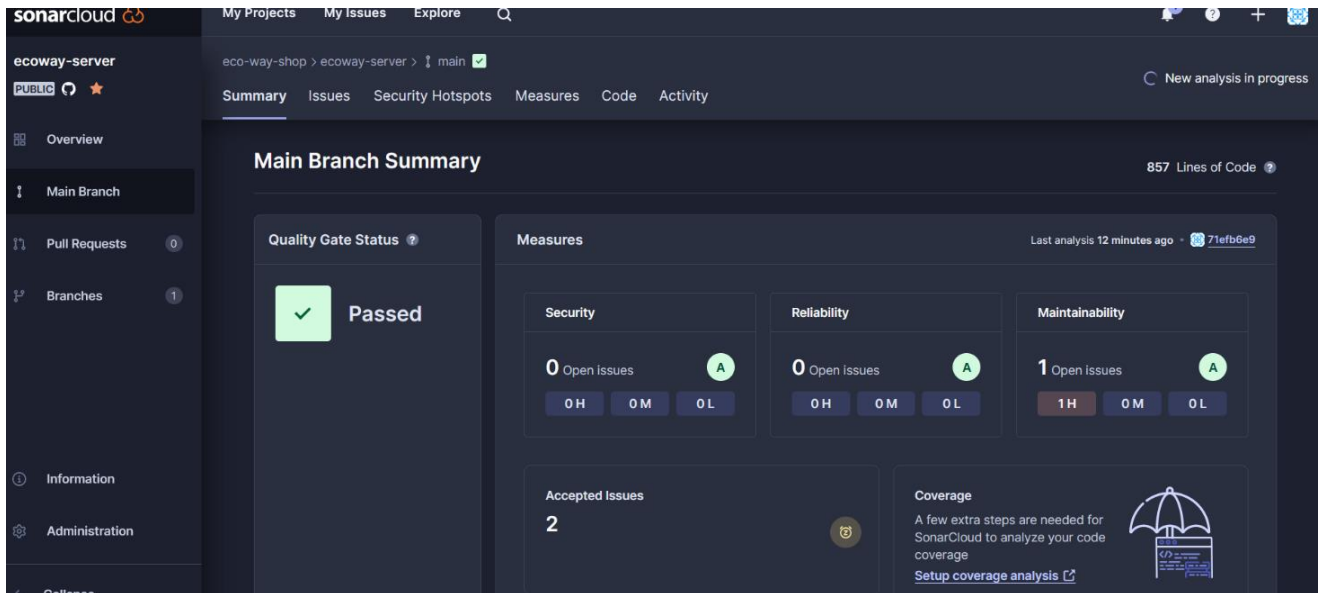 sonarcloud
My Projects My Issues Explore
ecoway-server
PUBLIC
eco-way-shop > ecoway-server > main
New analysis in progress
Summary Issues Security Hotspots Measures Code Activity
Overview
Main Branch
Pull Requests 0
Branches 1
Information
Administration
Collapse
Main Branch Summary
857 Lines of Code ?
Quality Gate Status ?
Passed
Measures
Last analysis 12 minutes ago • 71efb6e9
Security
0 Open issues A
0 H 0 M 0 L
Reliability
0 Open issues A
0 H 0 M 0 L
Maintainability
1 Open issues A
1 H 0 M 0 L
Accepted Issues
2
Coverage
A few extra steps are needed for
SonarCloud to analyze your code
coverage
Setup coverage analysis